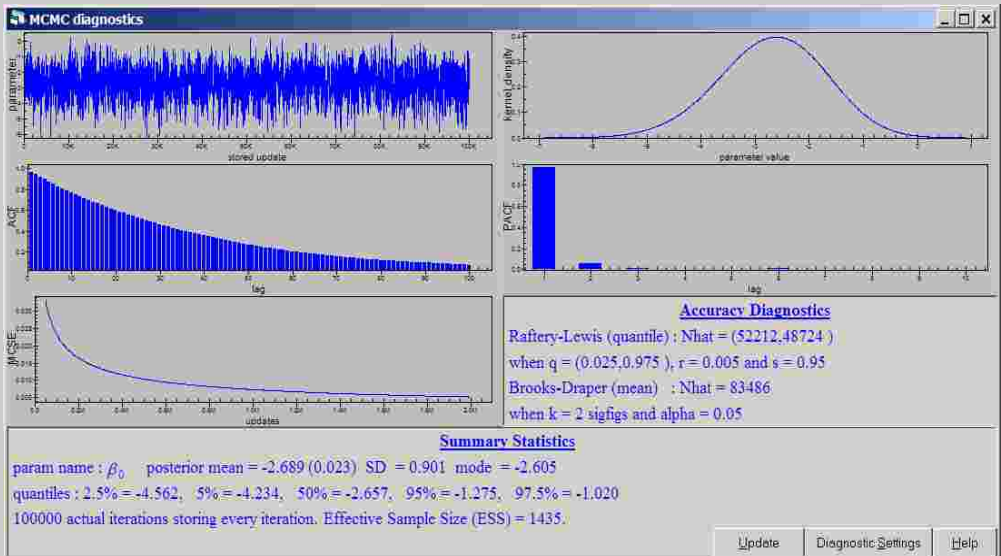 MCMC diagnostics
parameter
stored update
Kernel density
parameter value
ACF
lag
PACF
lag
MCSE
updates
Accuracy Diagnostics
Raftery-Lewis (quantile) : Nhat = (52212,48724 )
when q = (0.025,0.975 ), r = 0.005 and s = 0.95
Brooks-Draper (mean) : Nhat = 83486
when k = 2 sigfigs and alpha = 0.05
Summary Statistics
param name : β0 posterior mean = -2.689 (0.023) SD = 0.901 mode = -2.605
quantiles : 2.5% = -4.562, 5% = -4.234, 50% = -2.657, 95% = -1.275, 97.5% = -1.020
100000 actual iterations storing every iteration. Effective Sample Size (ESS) = 1435.
Update Diagnostic Settings Help